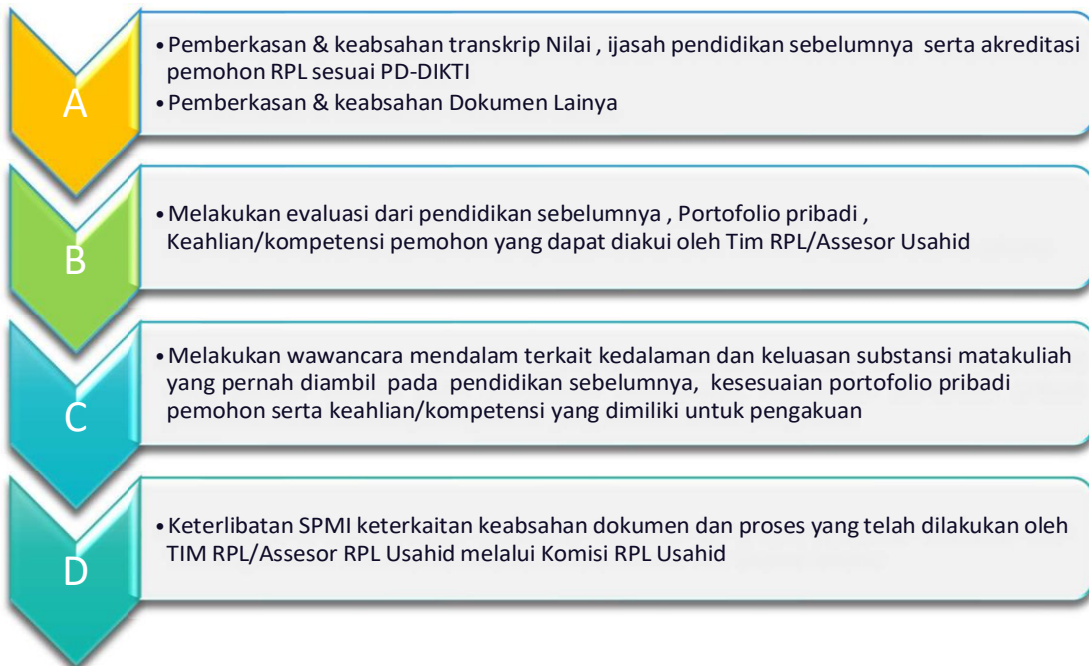 A
•Pemberkasan & keabsahan transkrip Nilai , ijasah pendidikan sebelumnya serta akreditasi
pemohon RPL sesuai PD-DIKTI
•Pemberkasan & keabsahan Dokumen Lainya
B
•Melakukan evaluasi dari pendidikan sebelumnya , Portofolio pribadi ,
Keahlian/kompetensi pemohon yang dapat diakui oleh Tim RPL/Assesor Usahid
C
•Melakukan wawancara mendalam terkait kedalaman dan keluasan substansi matakuliah
yang pernah diambil pada pendidikan sebelumnya, kesesuaian portofolio pribadi
pemohon serta keahlian/kompetensi yang dimiliki untuk pengakuan
D
•Keterlibatan SPMI keterkaitan keabsahan dokumen dan proses yang telah dilakukan oleh
TIM RPL/Assesor RPL Usahid melalui Komisi RPL Usahid